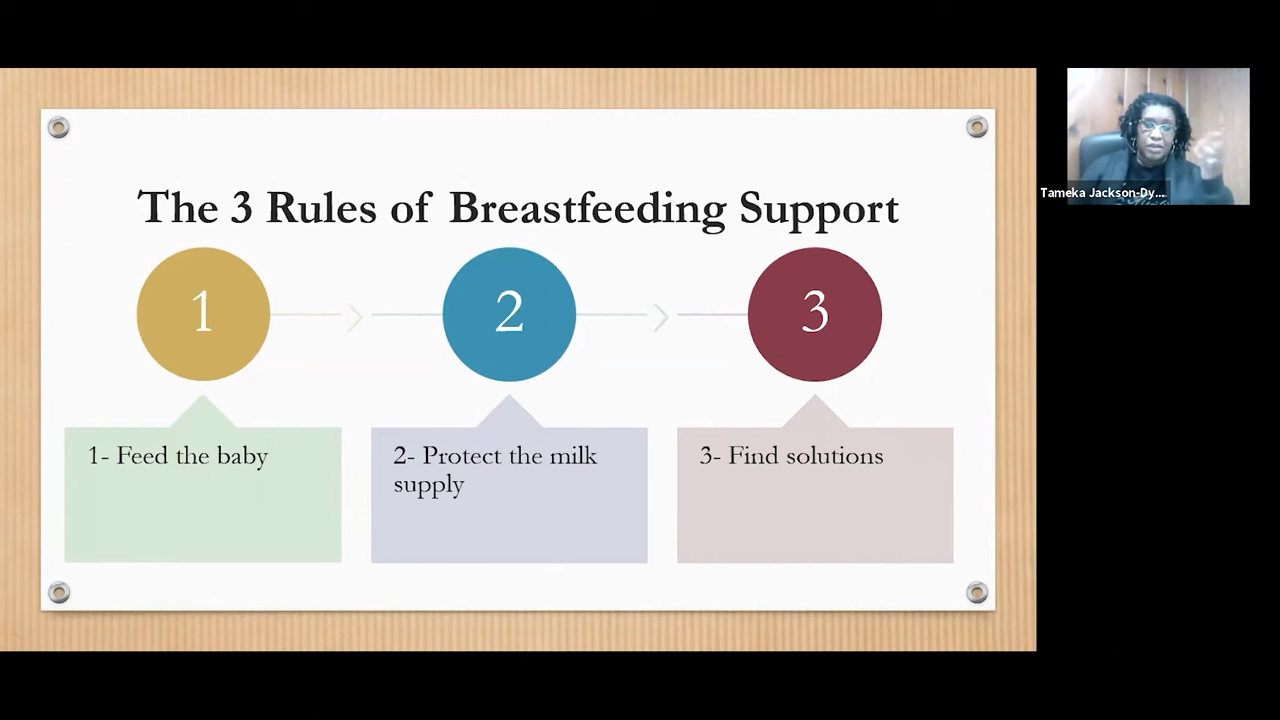 The 3 Rules of Breastfeeding Support
1
2
3
1- Feed the baby
2- Protect the milk
supply
3- Find solutions
Tameka Jackson-Dy...